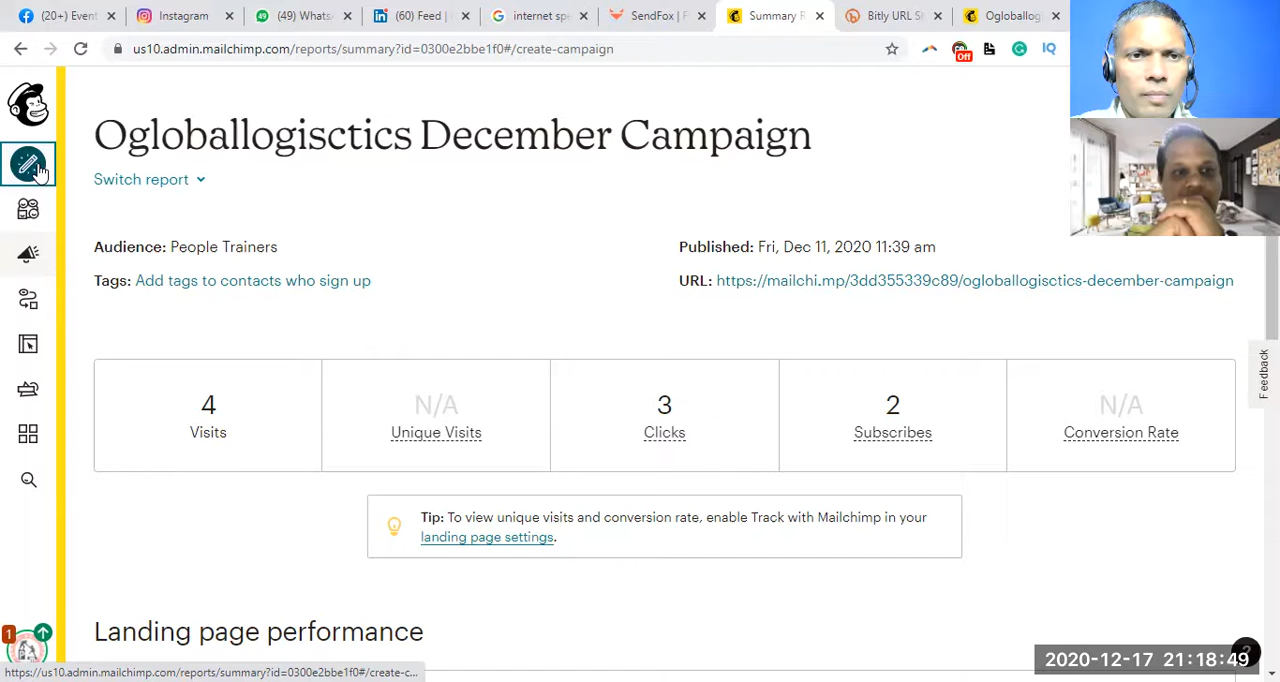 (20+) Event
Instagram
(49) Whats
(60) Feed |
internet spe
SendFox | F
Summary R
Bitly URL Sh
Ogloballog
us10.admin.mailchimp.com/reports/summary?id=0300e2bbe1f0#/create-campaign
Off
IQ
Ogloballogisctics December Campaign
Switch report
Audience: People Trainers
Published: Fri, Dec 11, 2020 11:39 am
Tags: Add tags to contacts who sign up
URL: https://mailchi.mp/3dd355339c89/ogloballogisctics-december-campaign
4
Visits
N/A
Unique Visits
3
Clicks
2
Subscribes
N/A
Conversion Rate
Feedback
Tip: To view unique visits and conversion rate, enable Track with Mailchimp in your
landing page settings.
Landing page performance
1
https://us10.admin.mailchimp.com/reports/summary?id=0300e2bbe1f0#/create-c...
2020-12-17 21:18:49